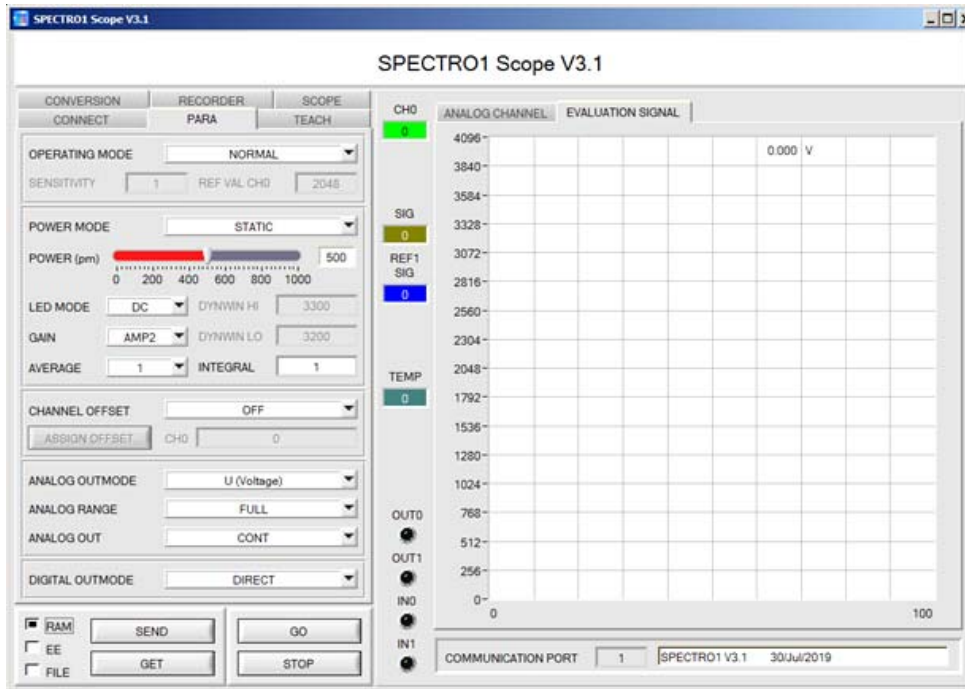 SPECTRO1 Scope V3.1
SPECTRO1 Scope V3.1
CONVERSION RECORDER SCOPE
CONNECT PARA TEACH
OPERATING MODE NORMAL
SENSITIVITY 1 REF VAL CH0 2048
POWER MODE STATIC
POWER (pm) 500
0 200 400 600 800 1000
LED MODE DC DYNWIN HI 3300
GAIN AMP2 DYNWIN LO 3200
AVERAGE 1 INTEGRAL 1
CHANNEL OFFSET OFF
ASSIGN OFFSET CH0 0
ANALOG OUTMODE U (Voltage)
ANALOG RANGE FULL
ANALOG OUT CONT
DIGITAL OUTMODE DIRECT
RAM
EE
FILE
SEND GO
GET STOP
CH0
0
SIG
0
REF1
SIG
0
TEMP
0
OUT0
OUT1
IN0
IN1
ANALOG CHANNEL EVALUATION SIGNAL
0.000 V
4096
3840
3584
3328
3072
2816
2560
2304
2048
1792
1536
1280
1024
768
512
256
0
0 100
COMMUNICATION PORT 1 SPECTRO1 V3.1 30/Jul/2019